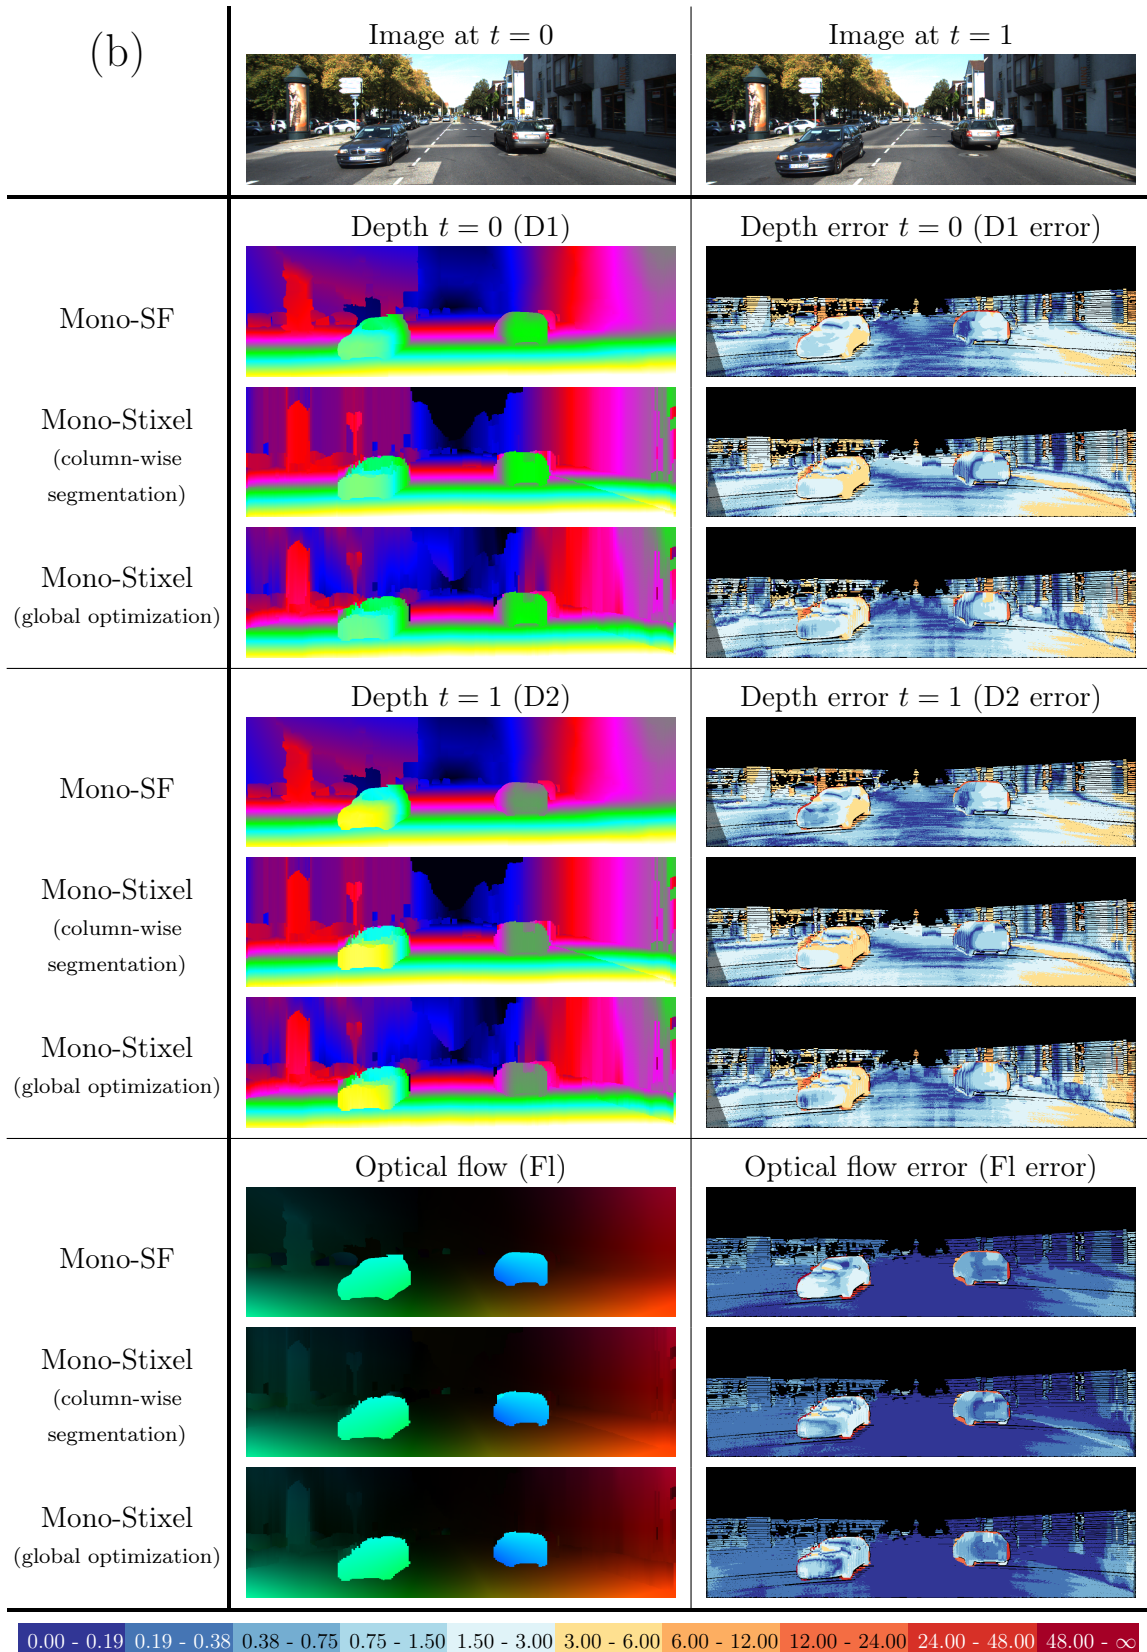 (b)
Image at t = 0
Image at t = 1
Depth t = 0 (D1)
Depth error t = 0 (D1 error)
Mono-SF
Mono-Stixel
(column-wise
segmentation)
Mono-Stixel
(global optimization)
Depth t = 1 (D2)
Depth error t = 1 (D2 error)
Mono-SF
Mono-Stixel
(column-wise
segmentation)
Mono-Stixel
(global optimization)
Optical flow (Fl)
Optical flow error (Fl error)
Mono-SF
Mono-Stixel
(column-wise
segmentation)
Mono-Stixel
(global optimization)
0.00 - 0.19 0.19 - 0.38 0.38 - 0.75 0.75 - 1.50 1.50 - 3.00 3.00 - 6.00 6.00 - 12.00 12.00 - 24.00 24.00 - 48.00 48.00 - ∞